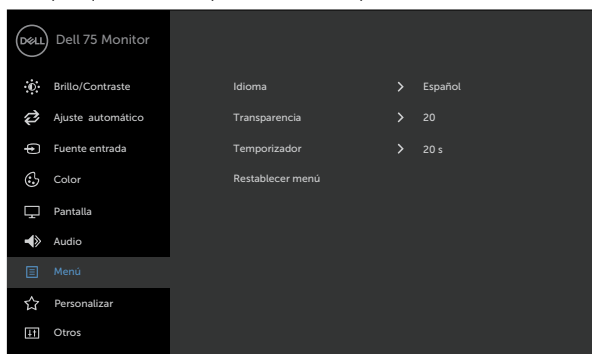 DELL Dell 75 Monitor
Brillo/Contraste
Ajuste automático
Fuente entrada
Color
Pantalla
Audio
Menú
Personalizar
Otros
Idioma > Español
Transparencia > 20
Temporizador > 20 s
Restablecer menú